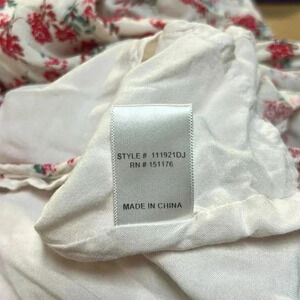 STYLE # 111921DJ
RN # 151176
MADE IN CHINA